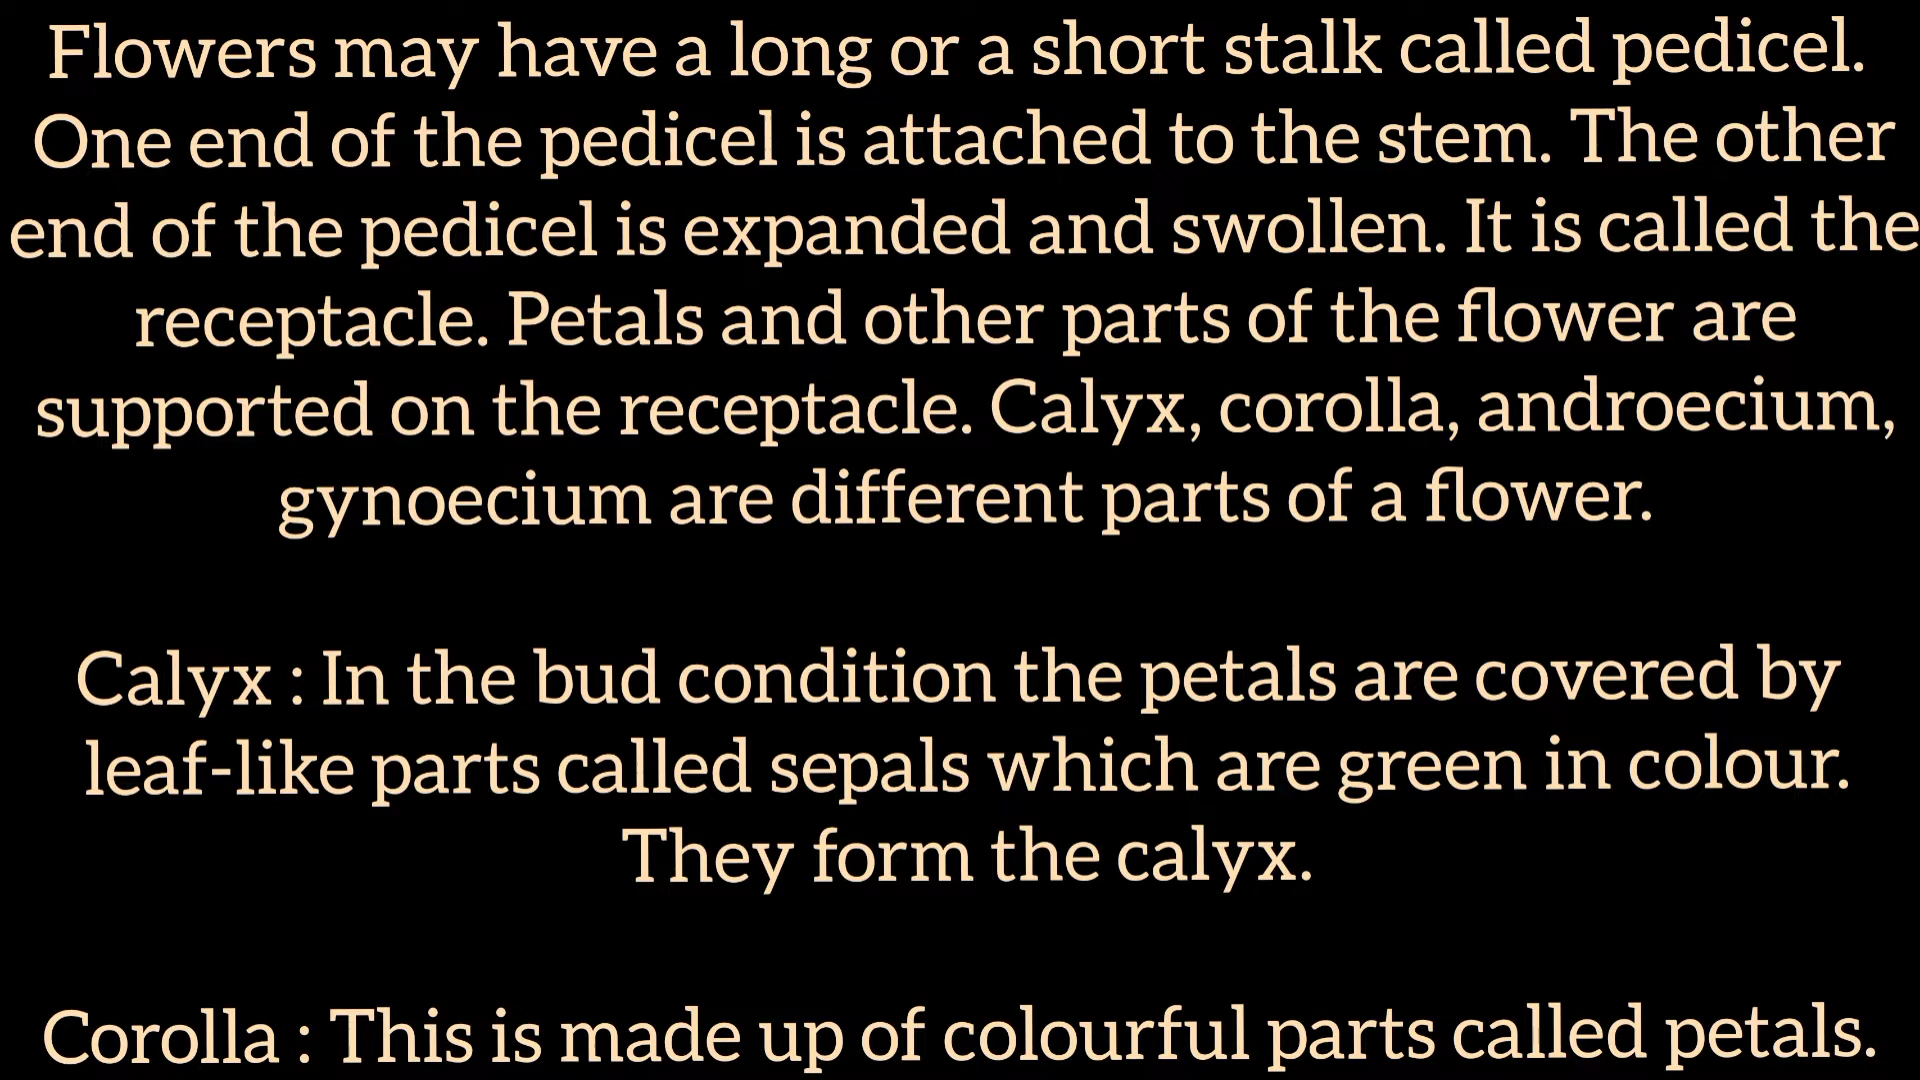 Flowers may have a long or a short stalk called pedicel.
One end of the pedicel is attached to the stem. The other
end of the pedicel is expanded and swollen. It is called the
receptacle. Petals and other parts of the flower are
supported on the receptacle. Calyx, corolla, androecium,
gynoecium are different parts of a flower.
Calyx : In the bud condition the petals are covered by
leaf-like parts called sepals which are green in colour.
They form the calyx.
Corolla : This is made up of colourful parts called petals.